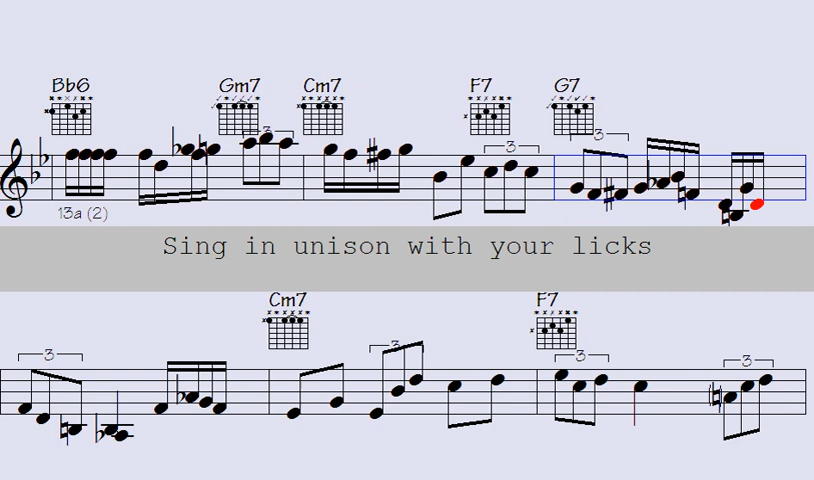 Bb6 Gm7 Cm7 F7 G7
3 3 3
13a (2)
Sing in unison with your licks
Cm7 F7
3 3 3 3